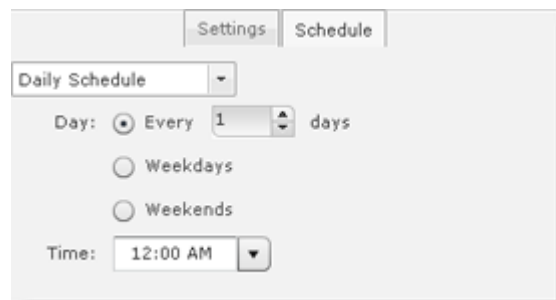 Settings Schedule
Daily Schedule
Day: Every 1 days
Weekdays
Weekends
Time: 12:00 AM